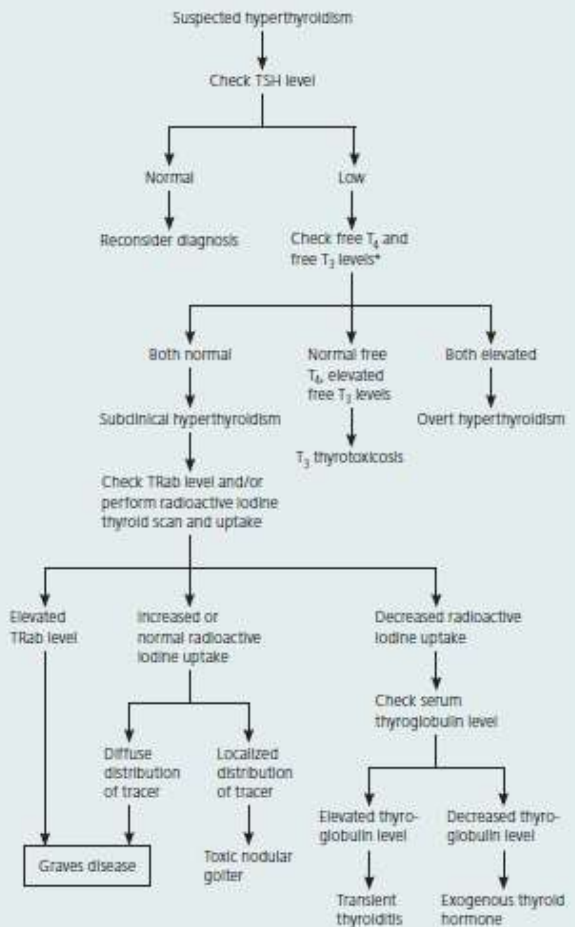 Suspected hyperthyroidism
Check TSH level
Normal
Low
Reconsider diagnosis
Check free T4 and
free T3 levels*
Both normal
Normal free
T4, elevated
free T3 levels
Both elevated
Subclinical hyperthyroidism
Overt hyperthyroidism
T3 thyrotoxicosis
Check TRab level and/or
perform radioactive iodine
thyroid scan and uptake
Elevated
TRab level
Increased or
normal radioactive
iodine uptake
Decreased radioactive
iodine uptake
Check serum
thyroglobulin level
Diffuse
distribution
of tracer
Localized
distribution
of tracer
Elevated thyro-
globulin level
Decreased thyro-
globulin level
Graves disease
Toxic nodular
goiter
Transient
thyroiditis
Exogenous thyroid
hormone